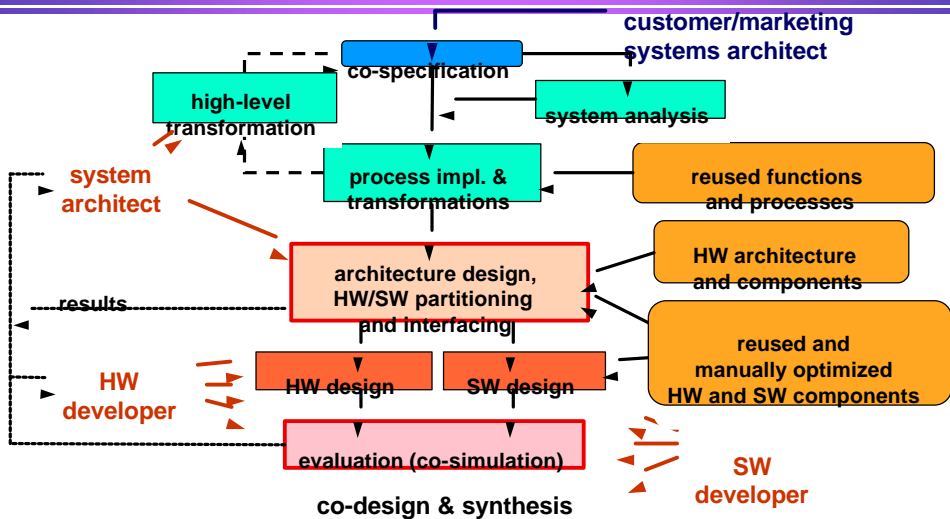 customer/marketing
systems architect
co-specification
high-level
transformation
system analysis
system
architect
process impl. &
transformations
reused functions
and processes
architecture design,
HW/SW partitioning
and interfacing
HW architecture
and components
results
HW
developer
HW design
SW design
reused and
manually optimized
HW and SW components
evaluation (co-simulation)
SW
developer
co-design & synthesis